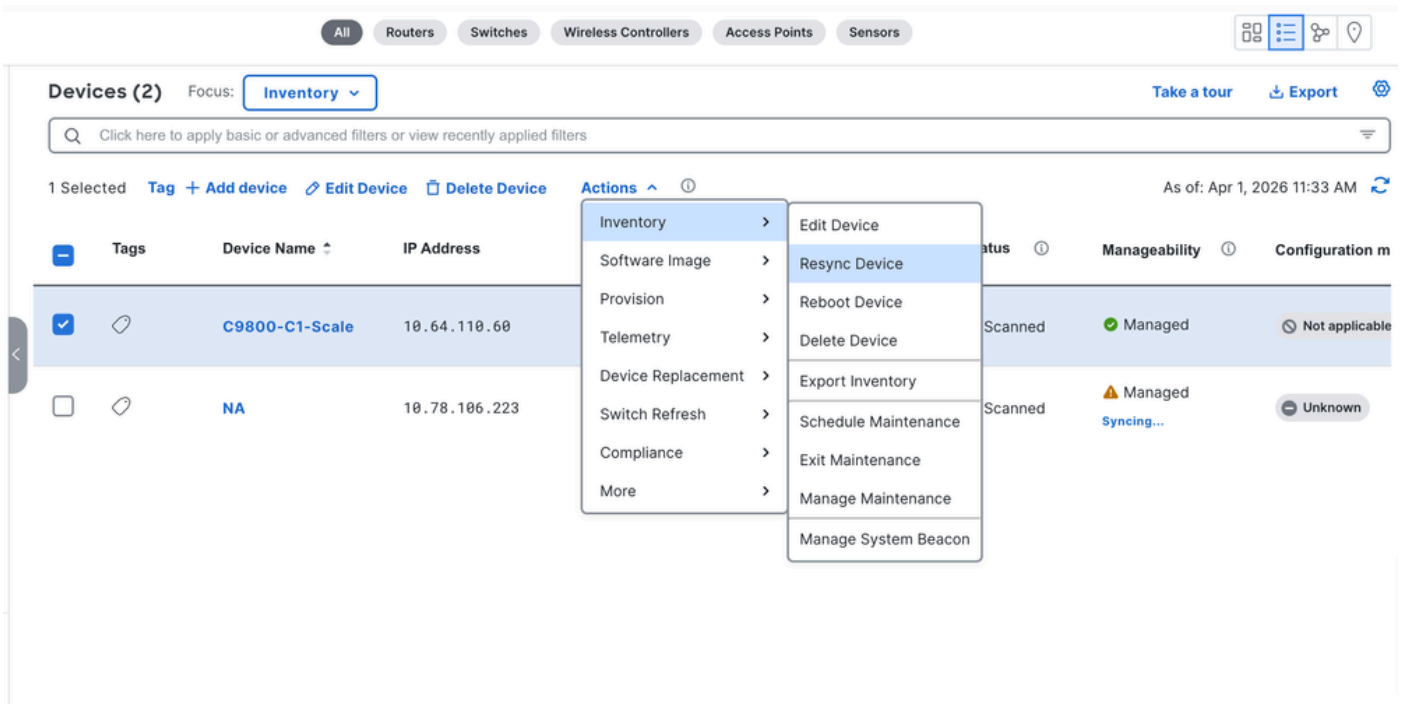 All Routers Switches Wireless Controllers Access Points Sensors
Devices (2) Focus: Inventory Take a tour Export
Click here to apply basic or advanced filters or view recently applied filters
1 Selected Tag + Add device Edit Device Delete Device Actions As of: Apr 1, 2026 11:33 AM
Tags Device Name IP Address atus Manageability Configuration m
C9800-C1-Scale 10.64.110.60 Scanned Managed Not applicable
NA 10.78.106.223 Scanned Managed Unknown
Syncing...
Inventory
Software Image
Provision
Telemetry
Device Replacement
Switch Refresh
Compliance
More
Edit Device
Resync Device
Reboot Device
Delete Device
Export Inventory
Schedule Maintenance
Exit Maintenance
Manage Maintenance
Manage System Beacon